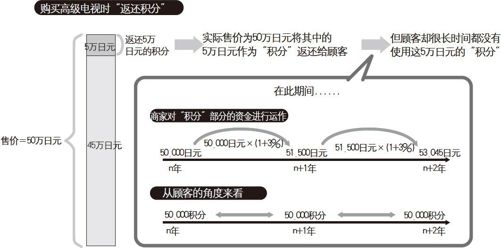 购买高级电视时“返还积分”
5万日元
返还5万
日元的积分
实际售价为50万日元将其中的
5万日元作为“积分”返还给顾客
但顾客却很长时间都没有
使用这5万日元的“积分”
售价=50万日元
45万日元
在此期间……
商家对“积分”部分的资金进行运作
50 000日元×(1+3%)
51 500日元×(1+3%)
50 000日元
51 500日元
53 045日元
n年
n+1年
n+2年
从顾客的角度来看
50 000积分
50 000积分
50 000积分
n年
n+1年
n+2年